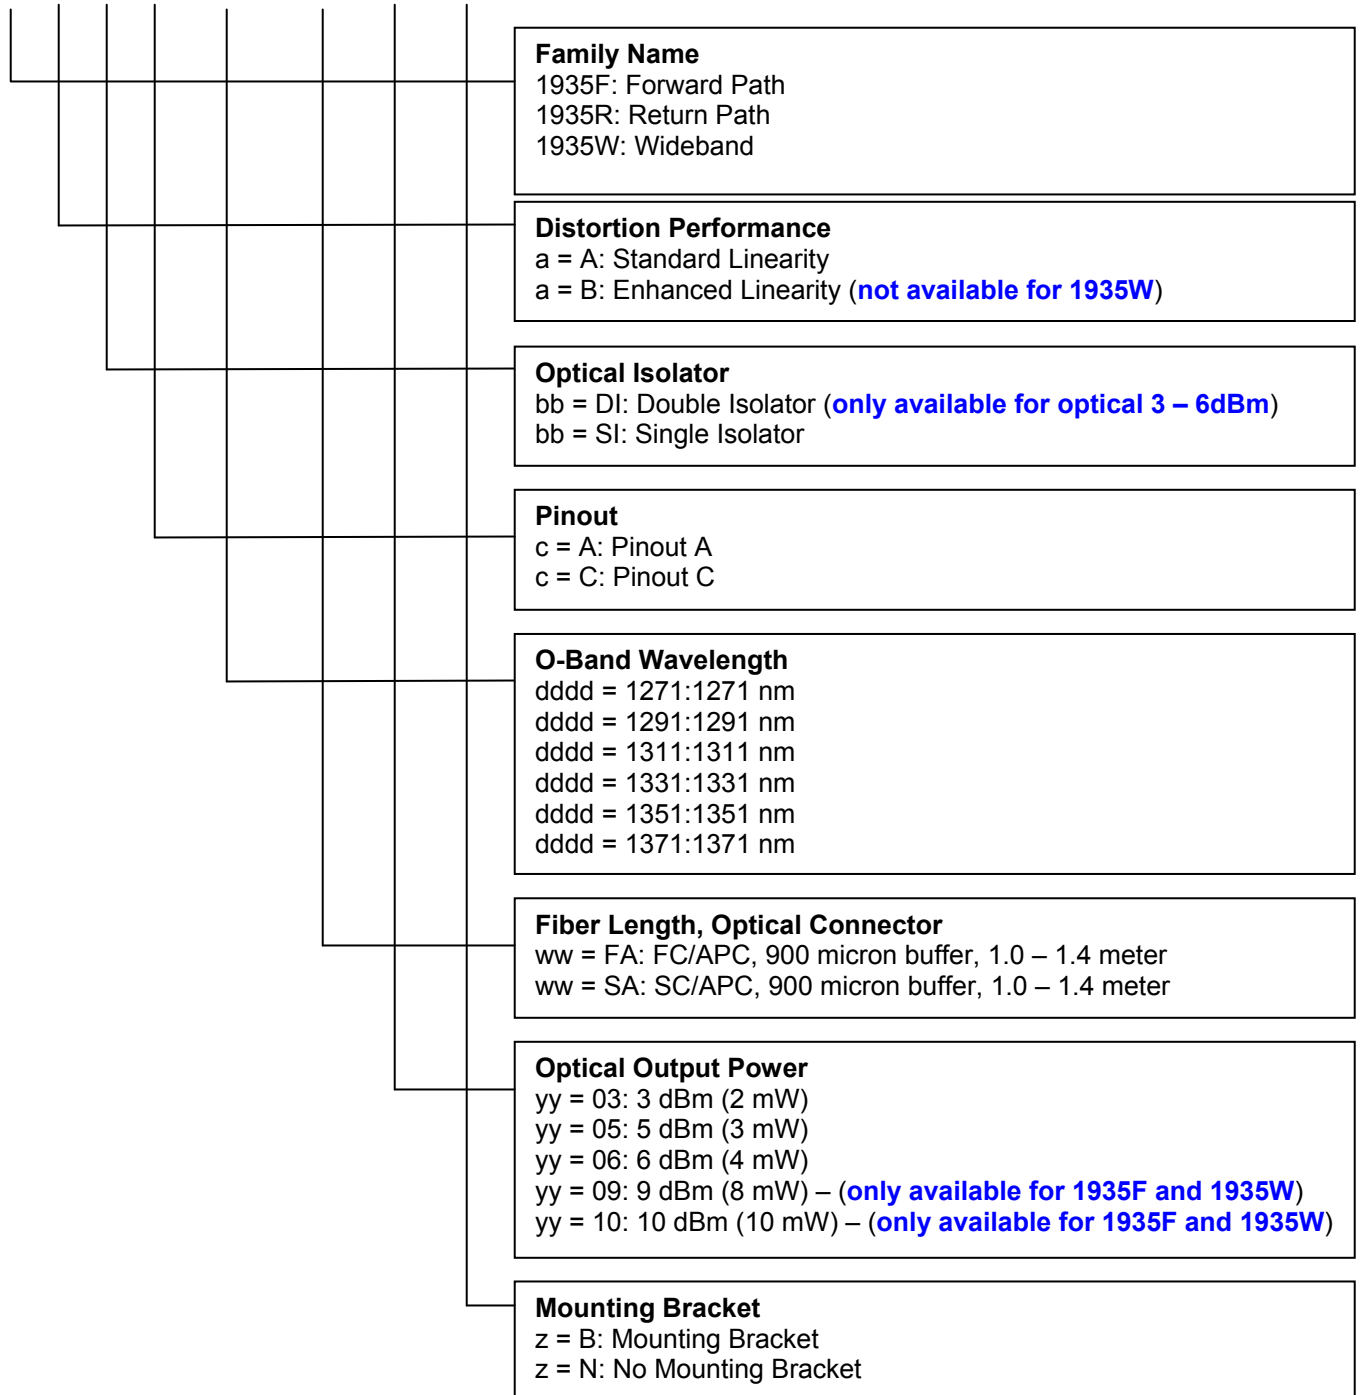 Family Name
1935F: Forward Path
1935R: Return Path
1935W: Wideband
Distortion Performance
a = A: Standard Linearity
a = B: Enhanced Linearity (not available for 1935W)
Optical Isolator
bb = DI: Double Isolator (only available for optical 3 – 6dBm)
bb = SI: Single Isolator
Pinout
c = A: Pinout A
c = C: Pinout C
O-Band Wavelength
dddd = 1271:1271 nm
dddd = 1291:1291 nm
dddd = 1311:1311 nm
dddd = 1331:1331 nm
dddd = 1351:1351 nm
dddd = 1371:1371 nm
Fiber Length, Optical Connector
ww = FA: FC/APC, 900 micron buffer, 1.0 – 1.4 meter
ww = SA: SC/APC, 900 micron buffer, 1.0 – 1.4 meter
Optical Output Power
yy = 03: 3 dBm (2 mW)
yy = 05: 5 dBm (3 mW)
yy = 06: 6 dBm (4 mW)
yy = 09: 9 dBm (8 mW) – (only available for 1935F and 1935W)
yy = 10: 10 dBm (10 mW) – (only available for 1935F and 1935W)
Mounting Bracket
z = B: Mounting Bracket
z = N: No Mounting Bracket